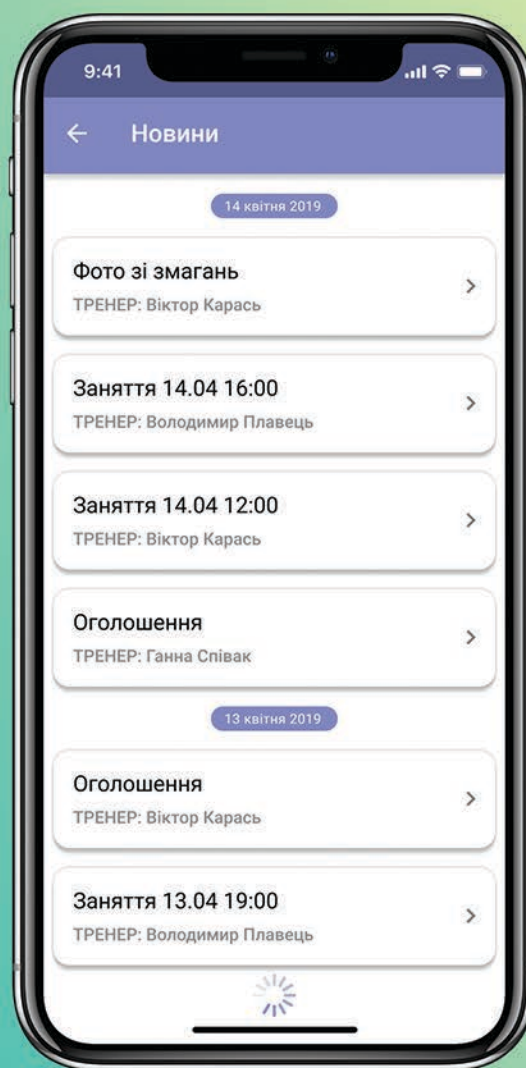 9:41
Новини
14 квітня 2019
Фото зі змагань
ТРЕНЕР: Віктор Карась
Заняття 14.04 16:00
ТРЕНЕР: Володимир Плавець
Заняття 14.04 12:00
ТРЕНЕР: Віктор Карась
Оголошення
ТРЕНЕР: Ганна Співак
13 квітня 2019
Оголошення
ТРЕНЕР: Віктор Карась
Заняття 13.04 19:00
ТРЕНЕР: Володимир Плавець